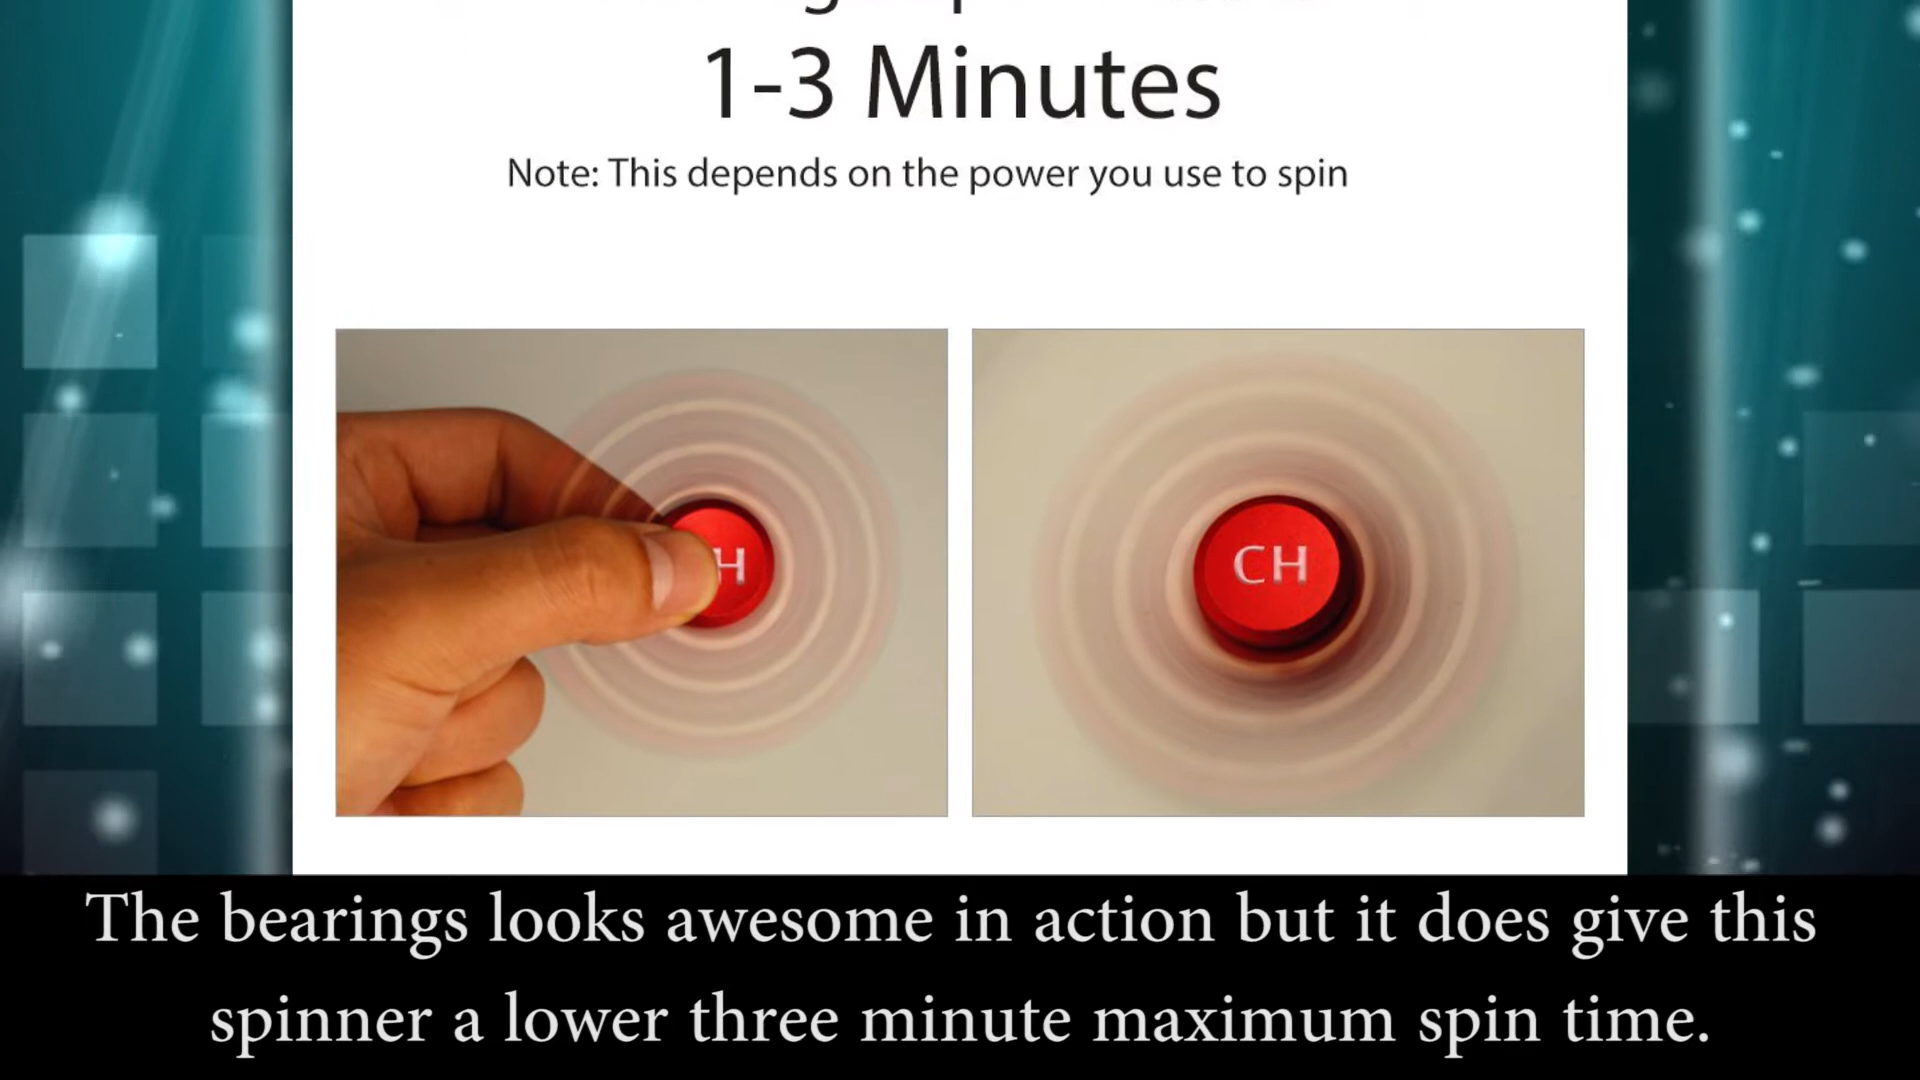 1-3 Minutes
Note: This depends on the power you use to spin
H
CH
The bearings looks awesome in action but it does give this
spinner a lower three minute maximum spin time.